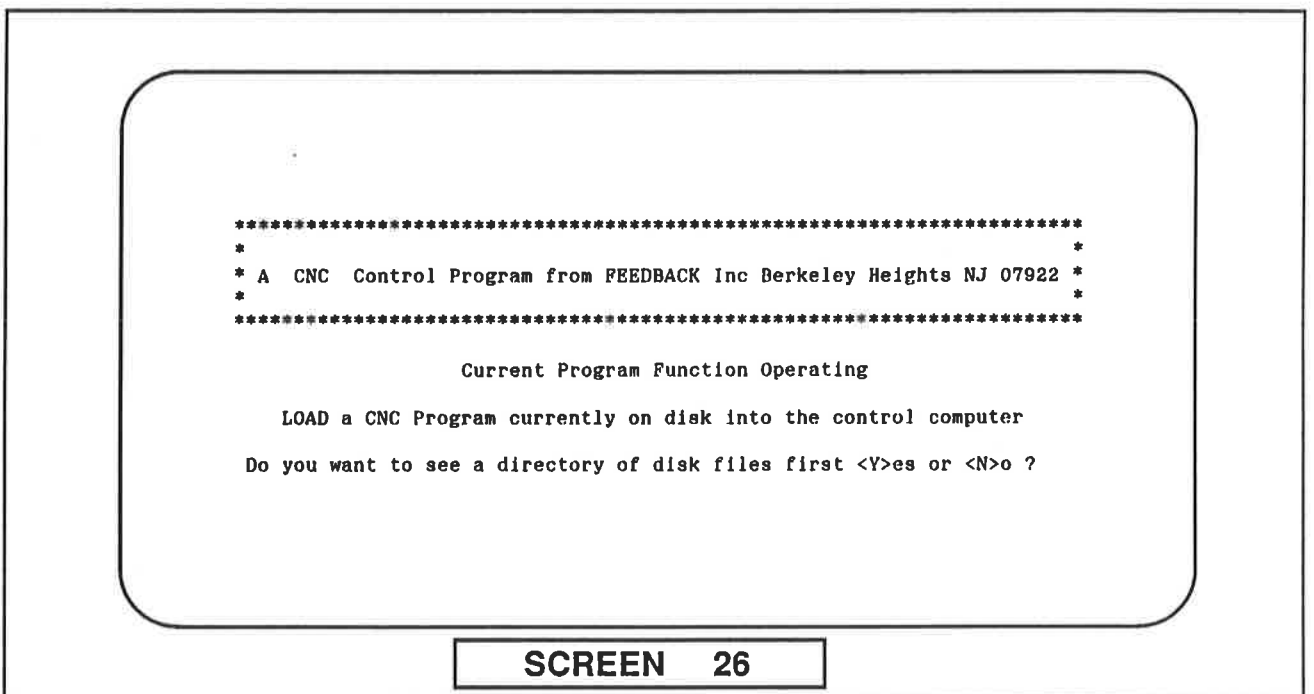 ***********************************************************************
*                                                                     *
* A  CNC  Control Program from FEEDBACK Inc Berkeley Heights NJ 07922 *
*                                                                     *
***********************************************************************
Current Program Function Operating
LOAD a CNC Program currently on disk into the control computer
Do you want to see a directory of disk files first <Y>es or <N>o ?
SCREEN 26